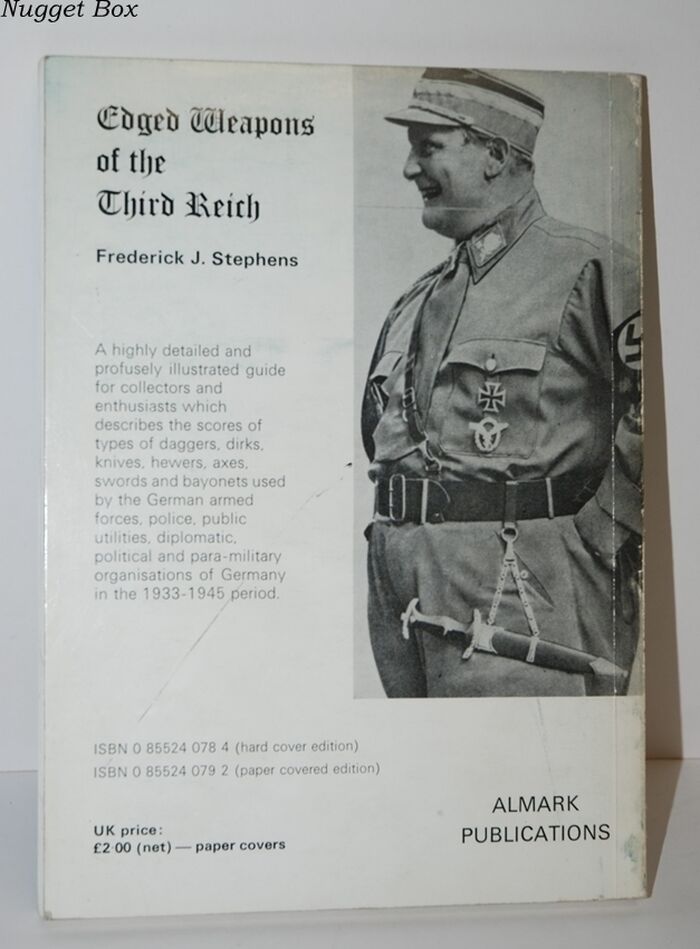 Nugget Box
Edged Weapons
of the
Third Reich
Frederick J. Stephens
A highly detailed and
profusely illustrated guide
for collectors and
enthusiasts which
describes the scores of
types of daggers, dirks,
knives, hewers, axes,
swords and bayonets used
by the German armed
forces, police, public
utilities, diplomatic,
political and para-military
organisations of Germany
in the 1933-1945 period.
ISBN 0 85524 078 4 (hard cover edition)
ISBN 0 85524 079 2 (paper covered edition)
UK price:
£2·00 (net) — paper covers
ALMARK
PUBLICATIONS